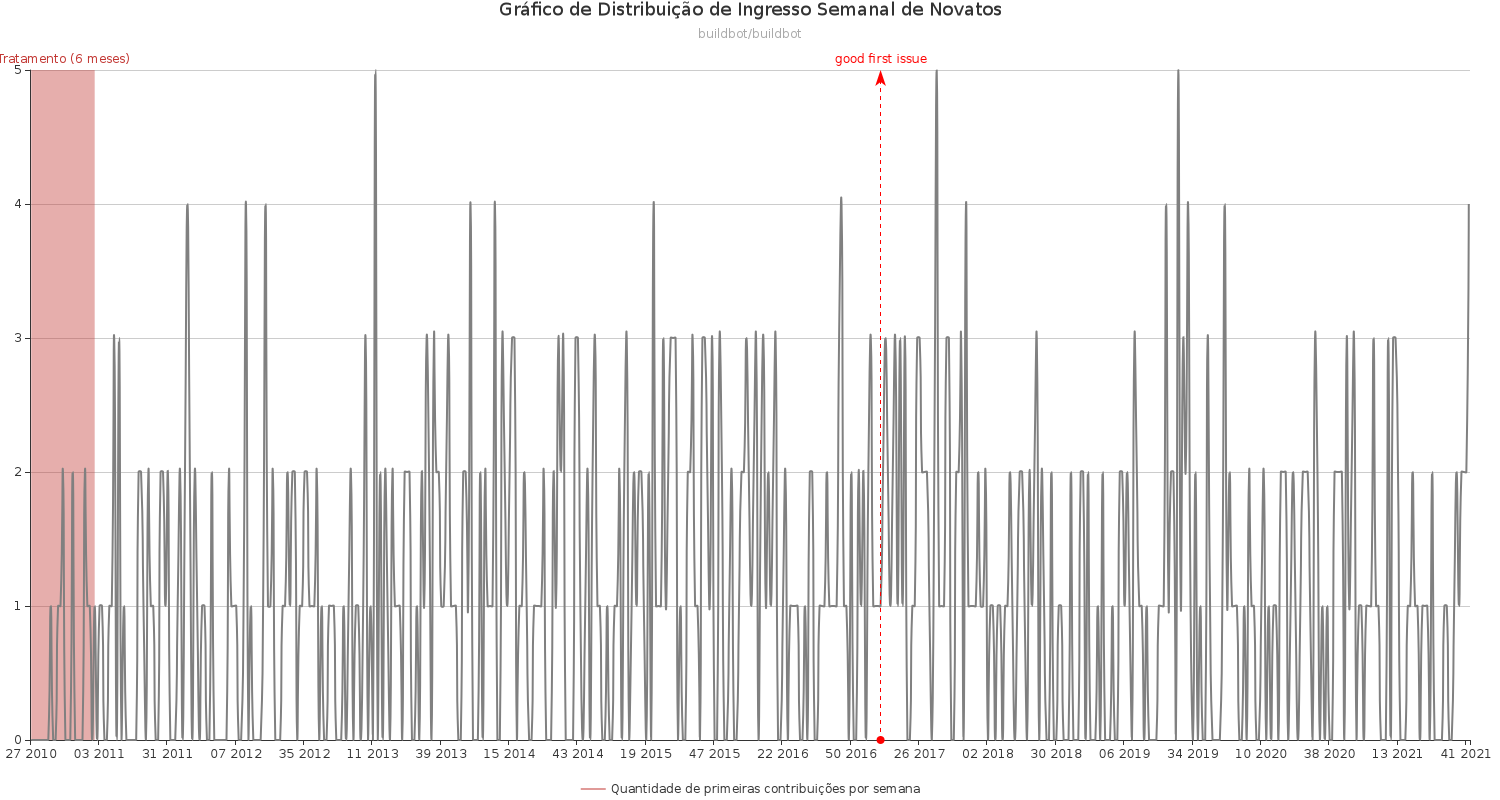 Gráfico de Distribuição de Ingresso Semanal de Novatos
buildbot/buildbot
Tratamento (6 meses)
good first issue
5
4
3
2
1
0
27 2010 03 2011 31 2011 07 2012 35 2012 11 2013 39 2013 15 2014 43 2014 19 2015 47 2015 22 2016 50 2016 26 2017 02 2018 30 2018 06 2019 34 2019 10 2020 38 2020 13 2021 41 2021
Quantidade de primeiras contribuições por semana